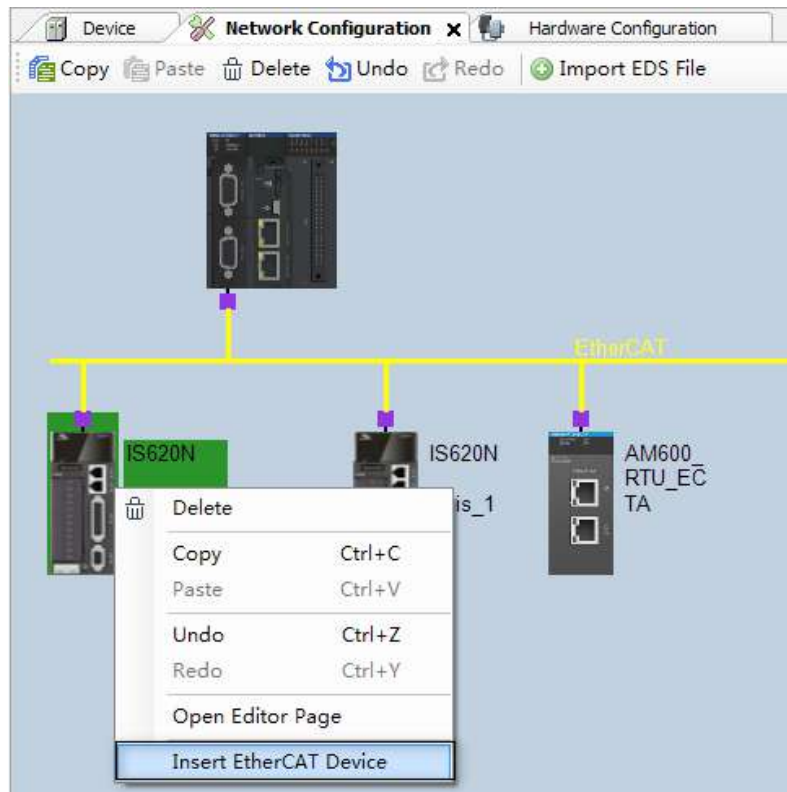 Device
Network Configuration
Hardware Configuration
Copy
Paste
Delete
Undo
Redo
Import EDS File
EtherCAT
IS620N
IS620N
is_1
AM600_
RTU_EC
TA
Delete
Copy Ctrl+C
Paste Ctrl+V
Undo Ctrl+Z
Redo Ctrl+Y
Open Editor Page
Insert EtherCAT Device